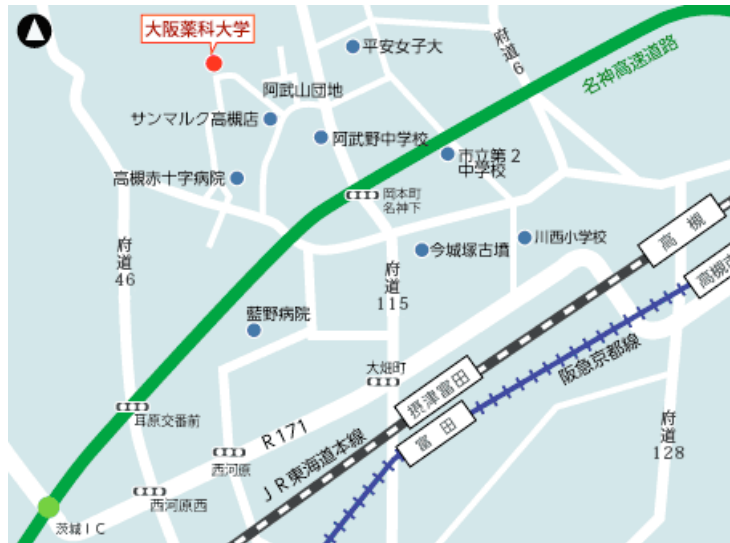 大阪薬科大学
平安女子大
府道6
名神高速道路
阿武山団地
サンマルク高槻店
阿武野中学校
市立第2
中学校
高槻赤十字病院
岡本町
名神下
高槻
府道46
府道115
今城塚古墳
川西小学校
高槻市
藍野病院
阪急京都線
大畑町
摂津富田
耳原交番前
R171
富田
府道128
西河原
JR東海道本線
西河原西
茨城IC